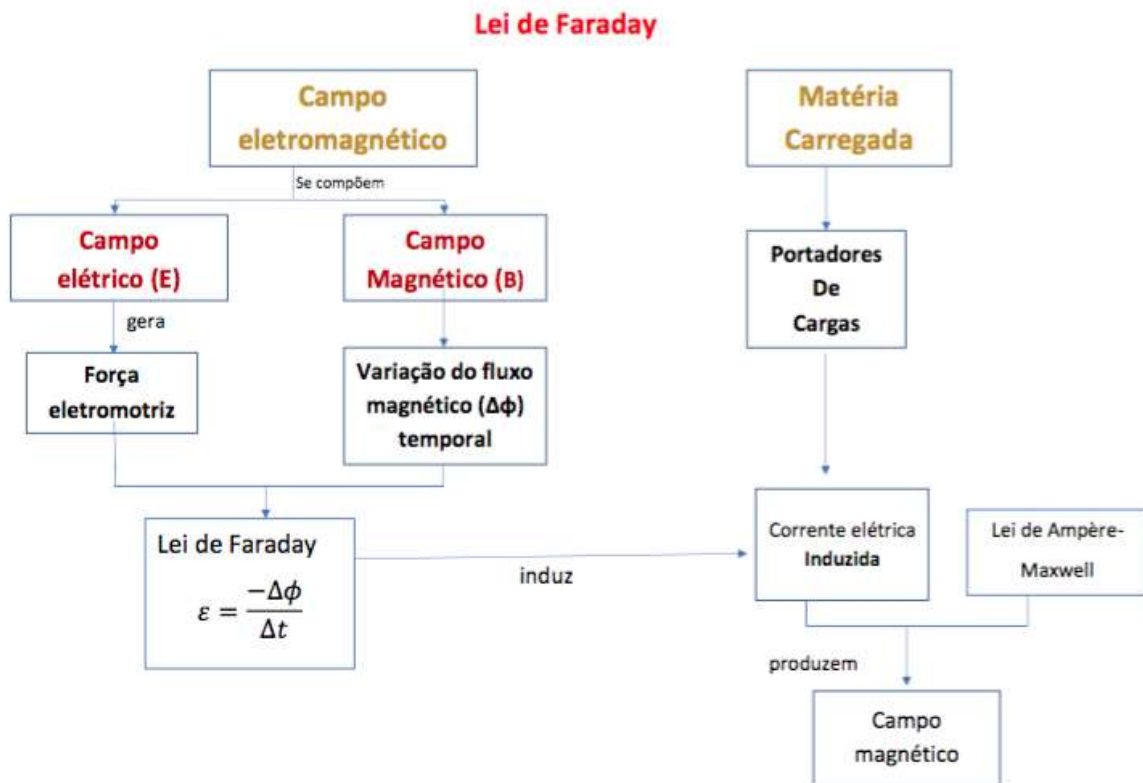 Lei de Faraday
Campo
eletromagnético
Matéria
Carregada
Se compõem
Campo
elétrico (E)
Campo
Magnético (B)
Portadores
De
Cargas
gera
Força
eletromotriz
Variação do fluxo
magnético (Δϕ)
temporal
Lei de Faraday
ε = −Δϕ / Δt
induz
Corrente elétrica
Induzida
Lei de Ampère-
Maxwell
produzem
Campo
magnético